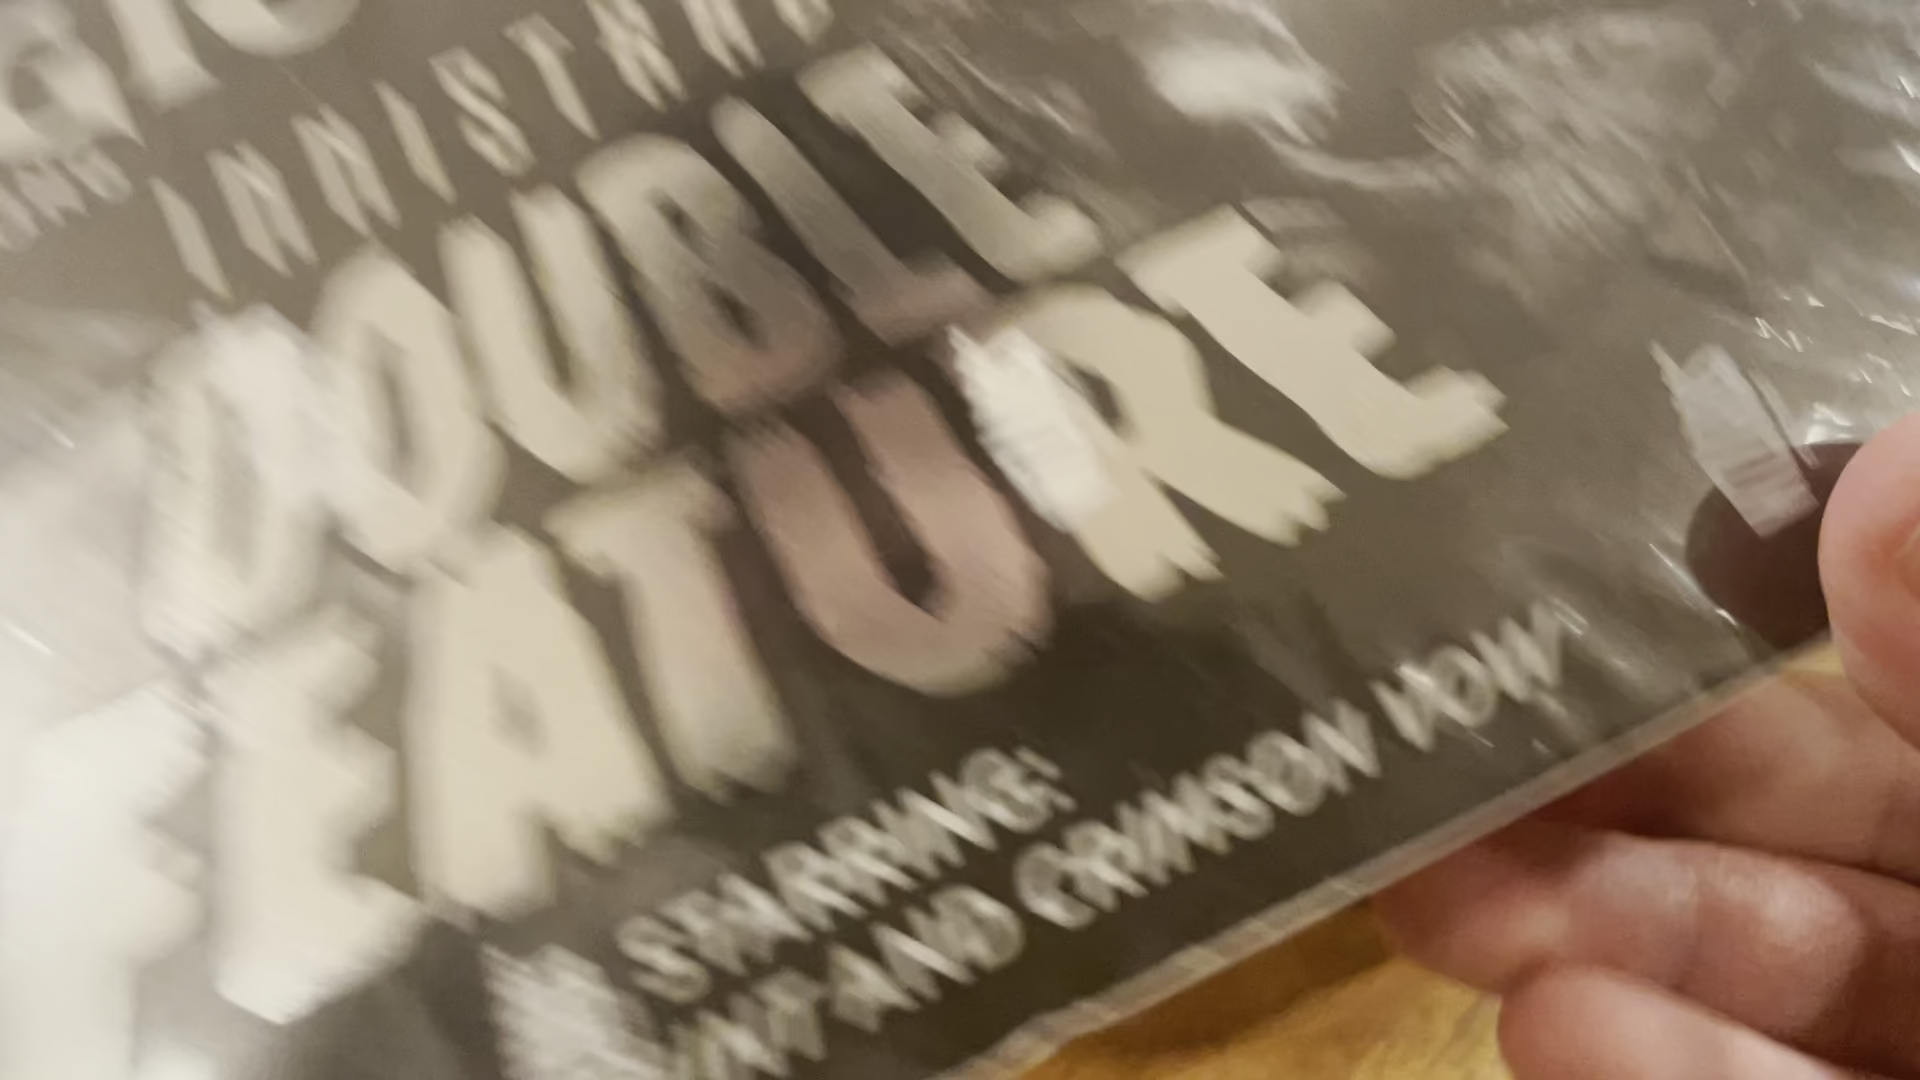 INNISTRAD
DOUBLE
FEATURE
STARRING:
AND CRIMSON VOW